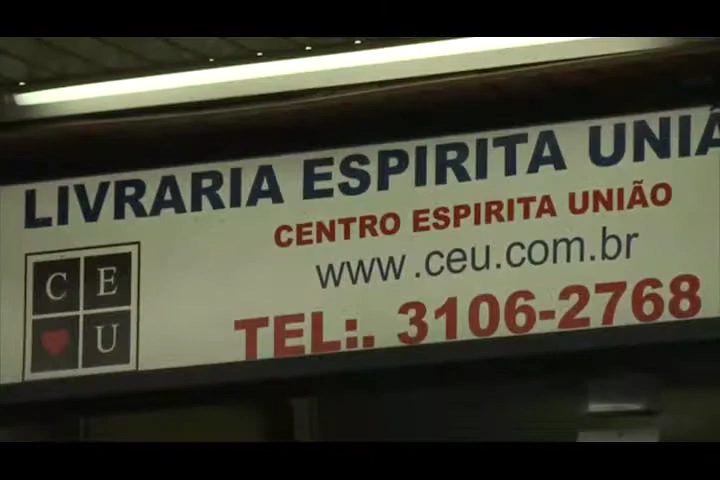 LIVRARIA ESPIRITA UNIÃ
CENTRO ESPIRITA UNIÃO
www.ceu.com.br
TEL:. 3106-2768
C E
U